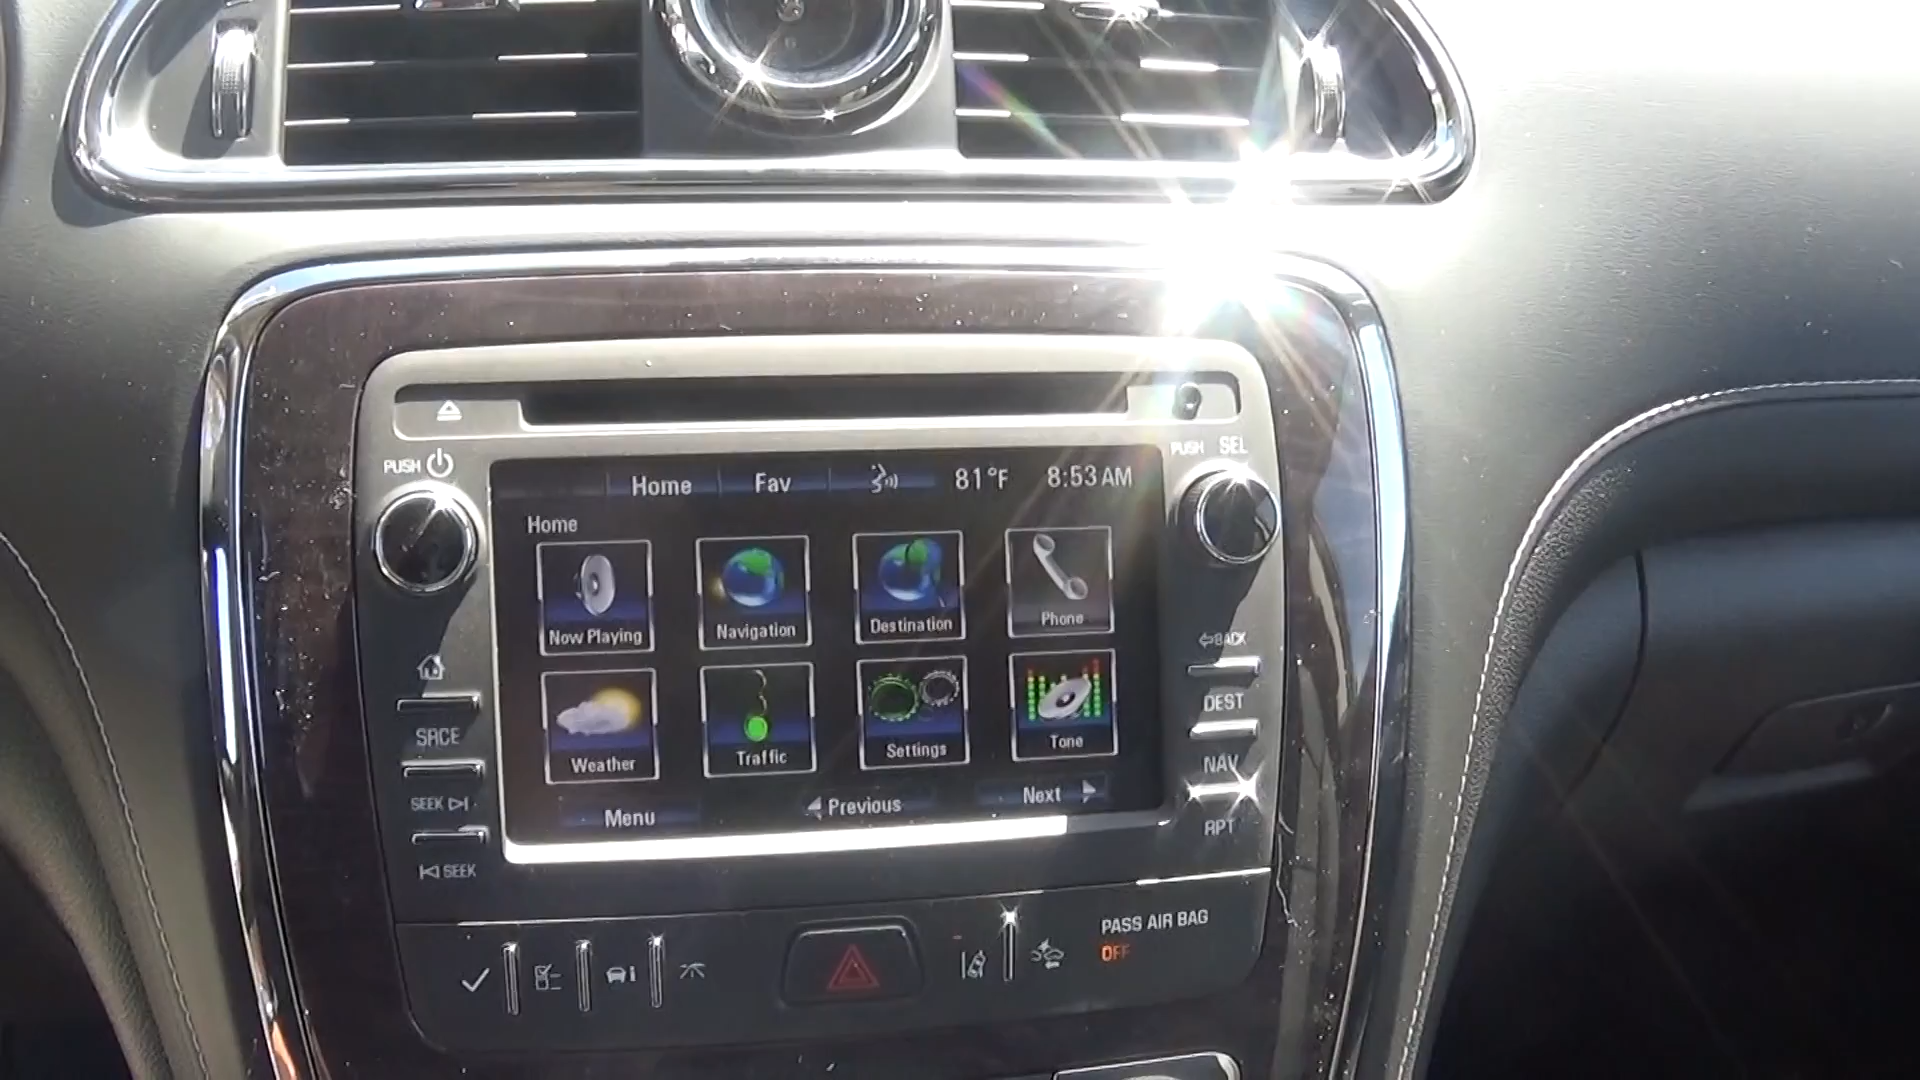 PUSH
PUSH SEL
Home Fav 81°F 8:53 AM
Home
Now Playing Navigation Destination Phone
Weather Traffic Settings Tone
Menu Previous Next
SRCE
SEEK
SEEK
BACK
DEST
NAV
RPT
PASS AIR BAG
OFF